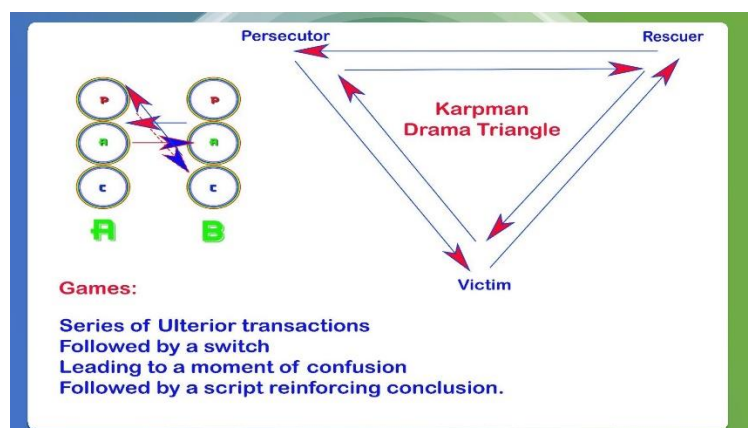 Persecutor
Rescuer
P
P
Karpman
Drama Triangle
A
A
C
C
A
B
Victim
Games:
Series of Ulterior transactions
Followed by a switch
Leading to a moment of confusion
Followed by a script reinforcing conclusion.